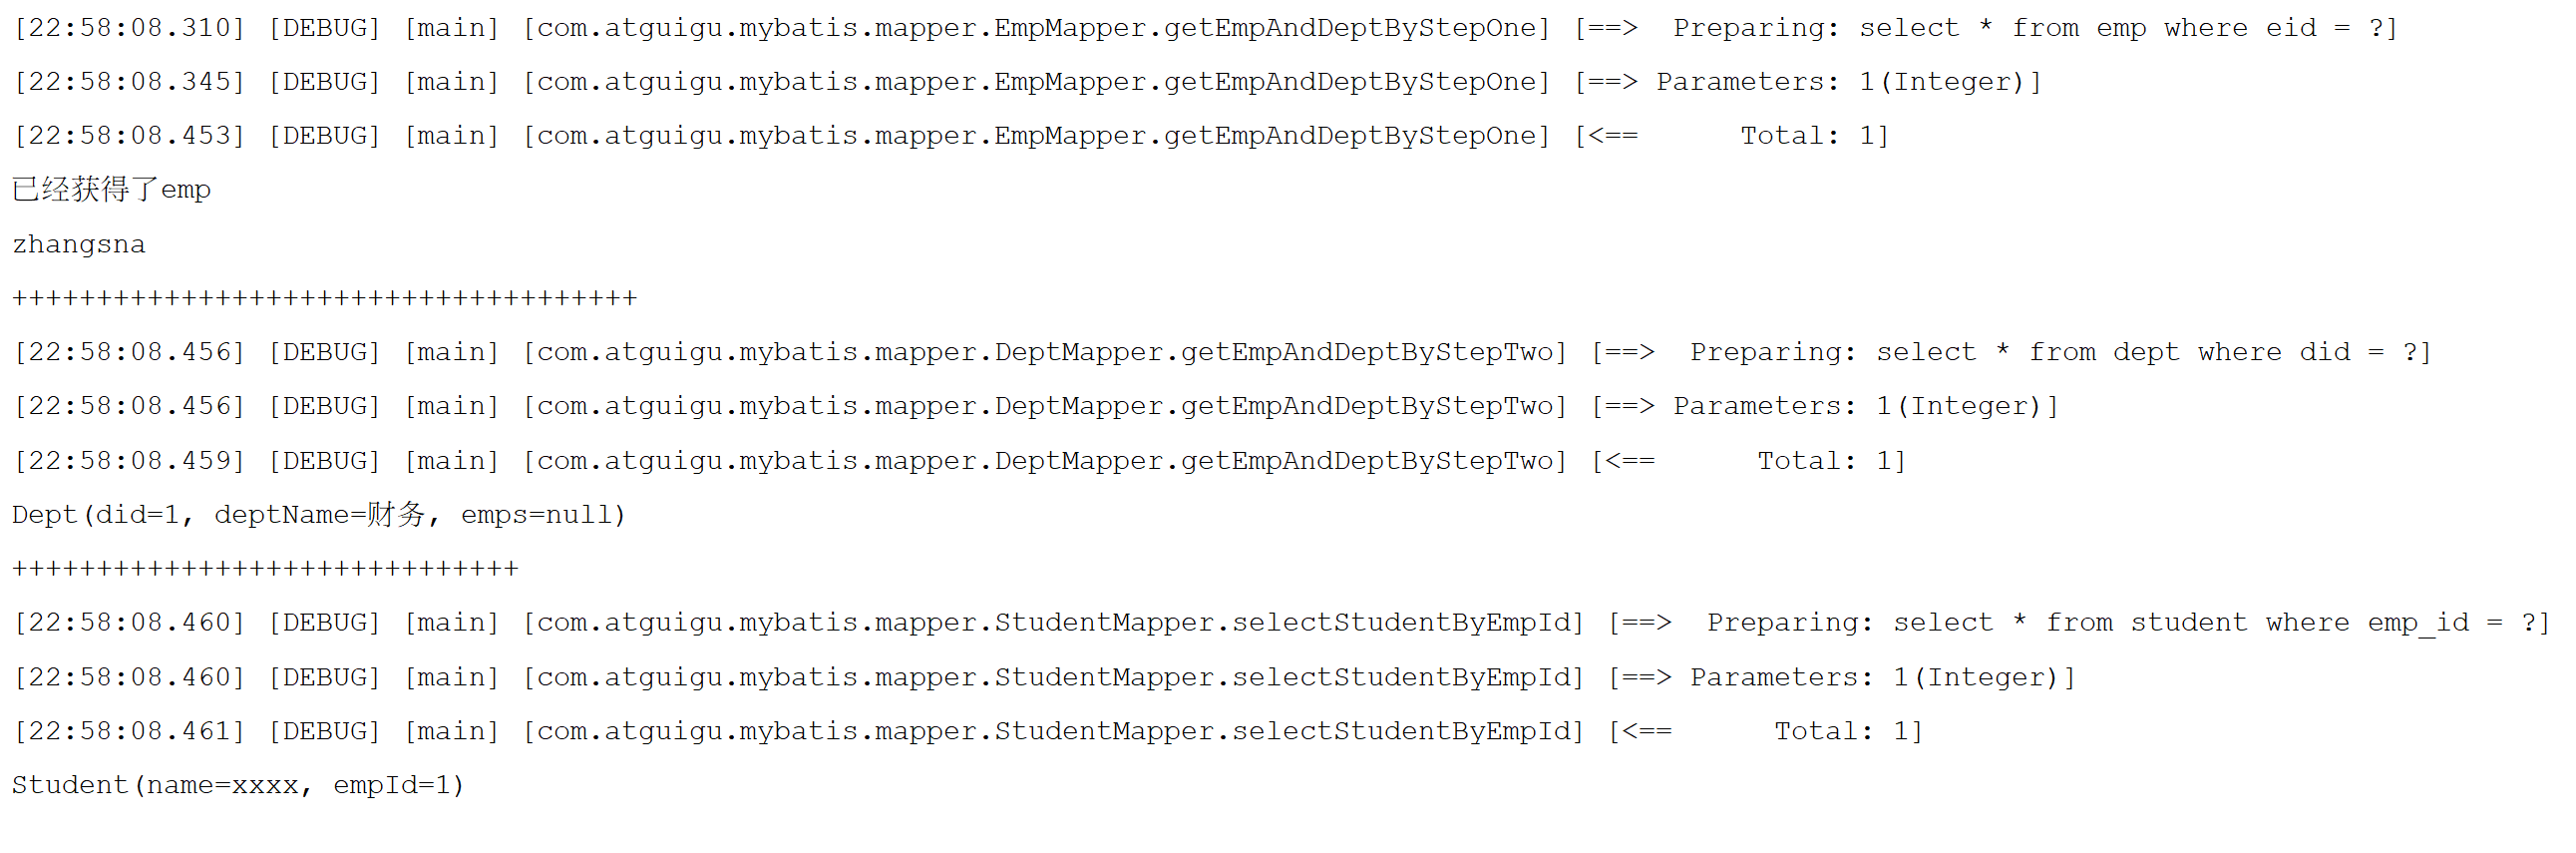 [22:58:08.310] [DEBUG] [main] [com.atguigu.mybatis.mapper.EmpMapper.getEmpAndDeptByStepOne] [==>  Preparing: select * from emp where eid = ?]
[22:58:08.345] [DEBUG] [main] [com.atguigu.mybatis.mapper.EmpMapper.getEmpAndDeptByStepOne] [==> Parameters: 1(Integer)]
[22:58:08.453] [DEBUG] [main] [com.atguigu.mybatis.mapper.EmpMapper.getEmpAndDeptByStepOne] [<==      Total: 1]
已经获得了emp
zhangsna
+++++++++++++++++++++++++++++++++++++
[22:58:08.456] [DEBUG] [main] [com.atguigu.mybatis.mapper.DeptMapper.getEmpAndDeptByStepTwo] [==>  Preparing: select * from dept where did = ?]
[22:58:08.456] [DEBUG] [main] [com.atguigu.mybatis.mapper.DeptMapper.getEmpAndDeptByStepTwo] [==> Parameters: 1(Integer)]
[22:58:08.459] [DEBUG] [main] [com.atguigu.mybatis.mapper.DeptMapper.getEmpAndDeptByStepTwo] [<==      Total: 1]
Dept(did=1, deptName=财务, emps=null)
++++++++++++++++++++++++++++++
[22:58:08.460] [DEBUG] [main] [com.atguigu.mybatis.mapper.StudentMapper.selectStudentByEmpId] [==>  Preparing: select * from student where emp_id = ?]
[22:58:08.460] [DEBUG] [main] [com.atguigu.mybatis.mapper.StudentMapper.selectStudentByEmpId] [==> Parameters: 1(Integer)]
[22:58:08.461] [DEBUG] [main] [com.atguigu.mybatis.mapper.StudentMapper.selectStudentByEmpId] [<==      Total: 1]
Student(name=xxxx, empId=1)